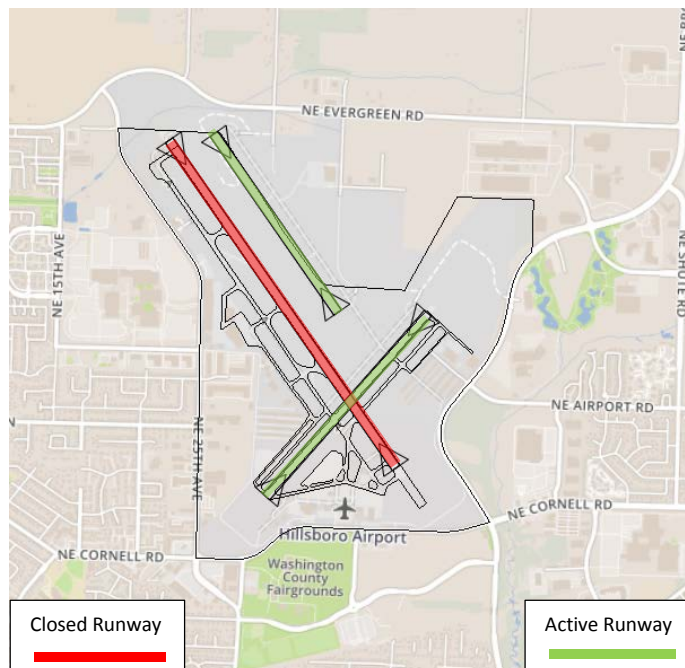 NE EVERGREEN RD
NE 15TH AVE
NE SHUTE RD
NE AIRPORT RD
NE 25TH AVE
NE CORNELL RD
Hillsboro Airport
NE CORNELL RD
Washington
County
Fairgrounds
Closed Runway
Active Runway